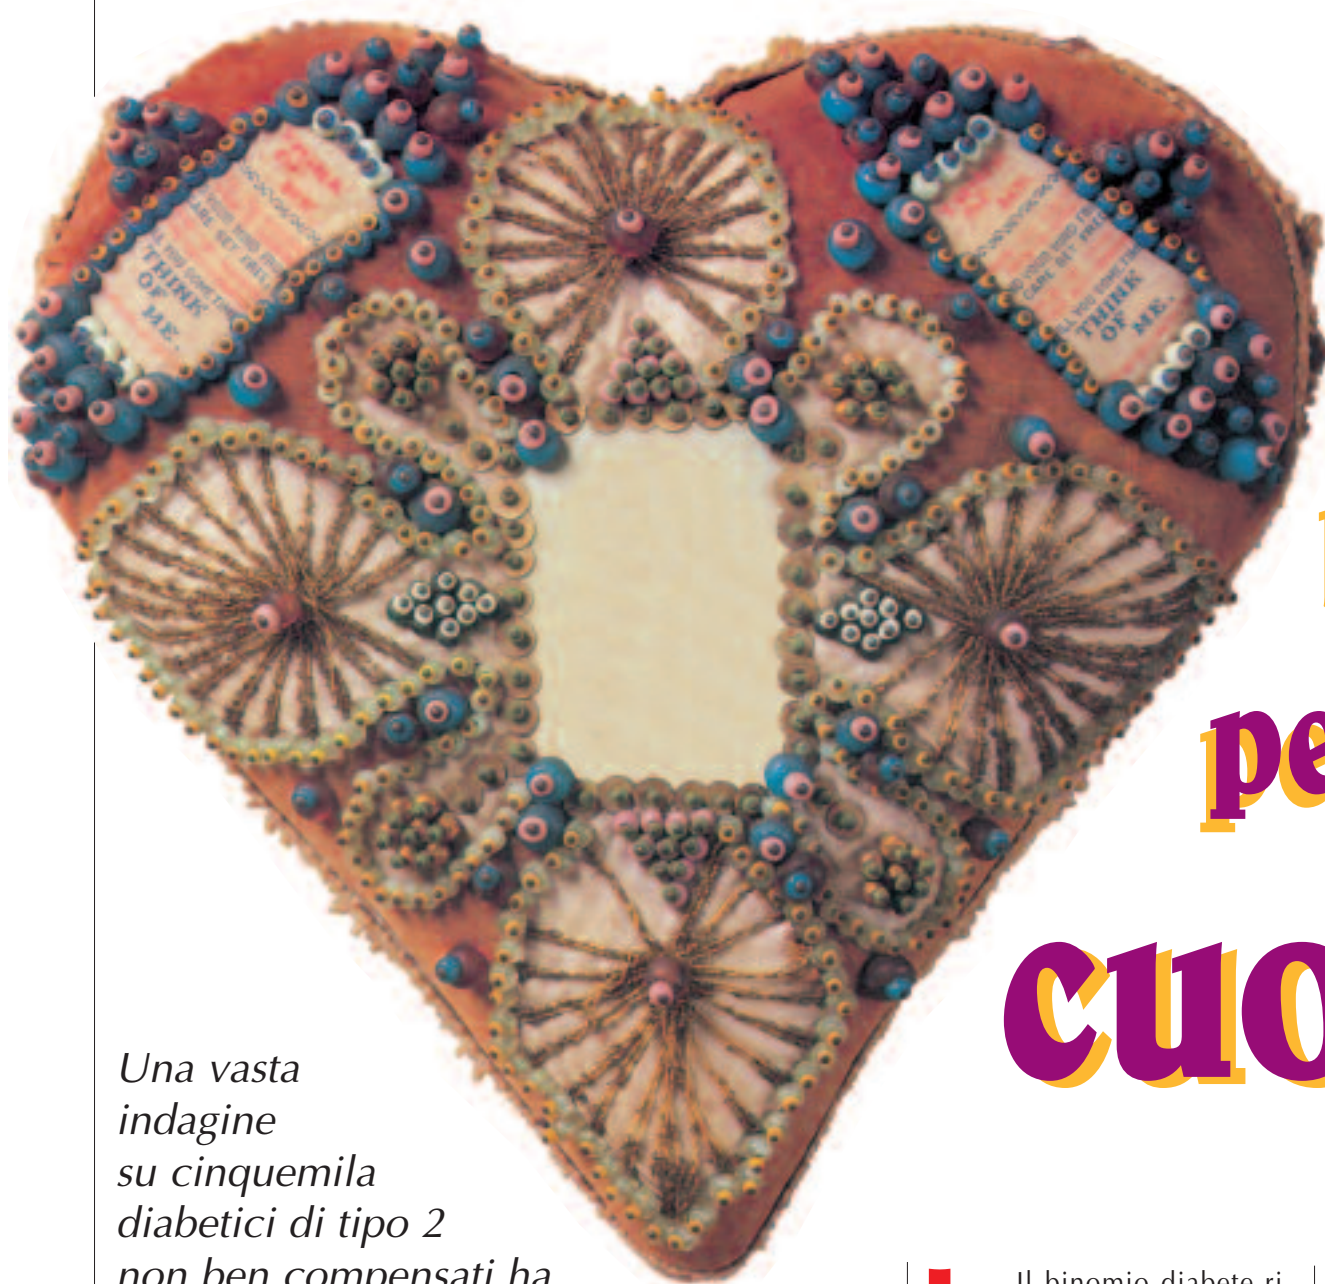 THINK
OF
ME.
THINK
OF
ME.
pe
cuo
Una vasta
indagine
su cinquemila
diabetici di tipo 2
non ben compensati ha
Il binomio diabete ri